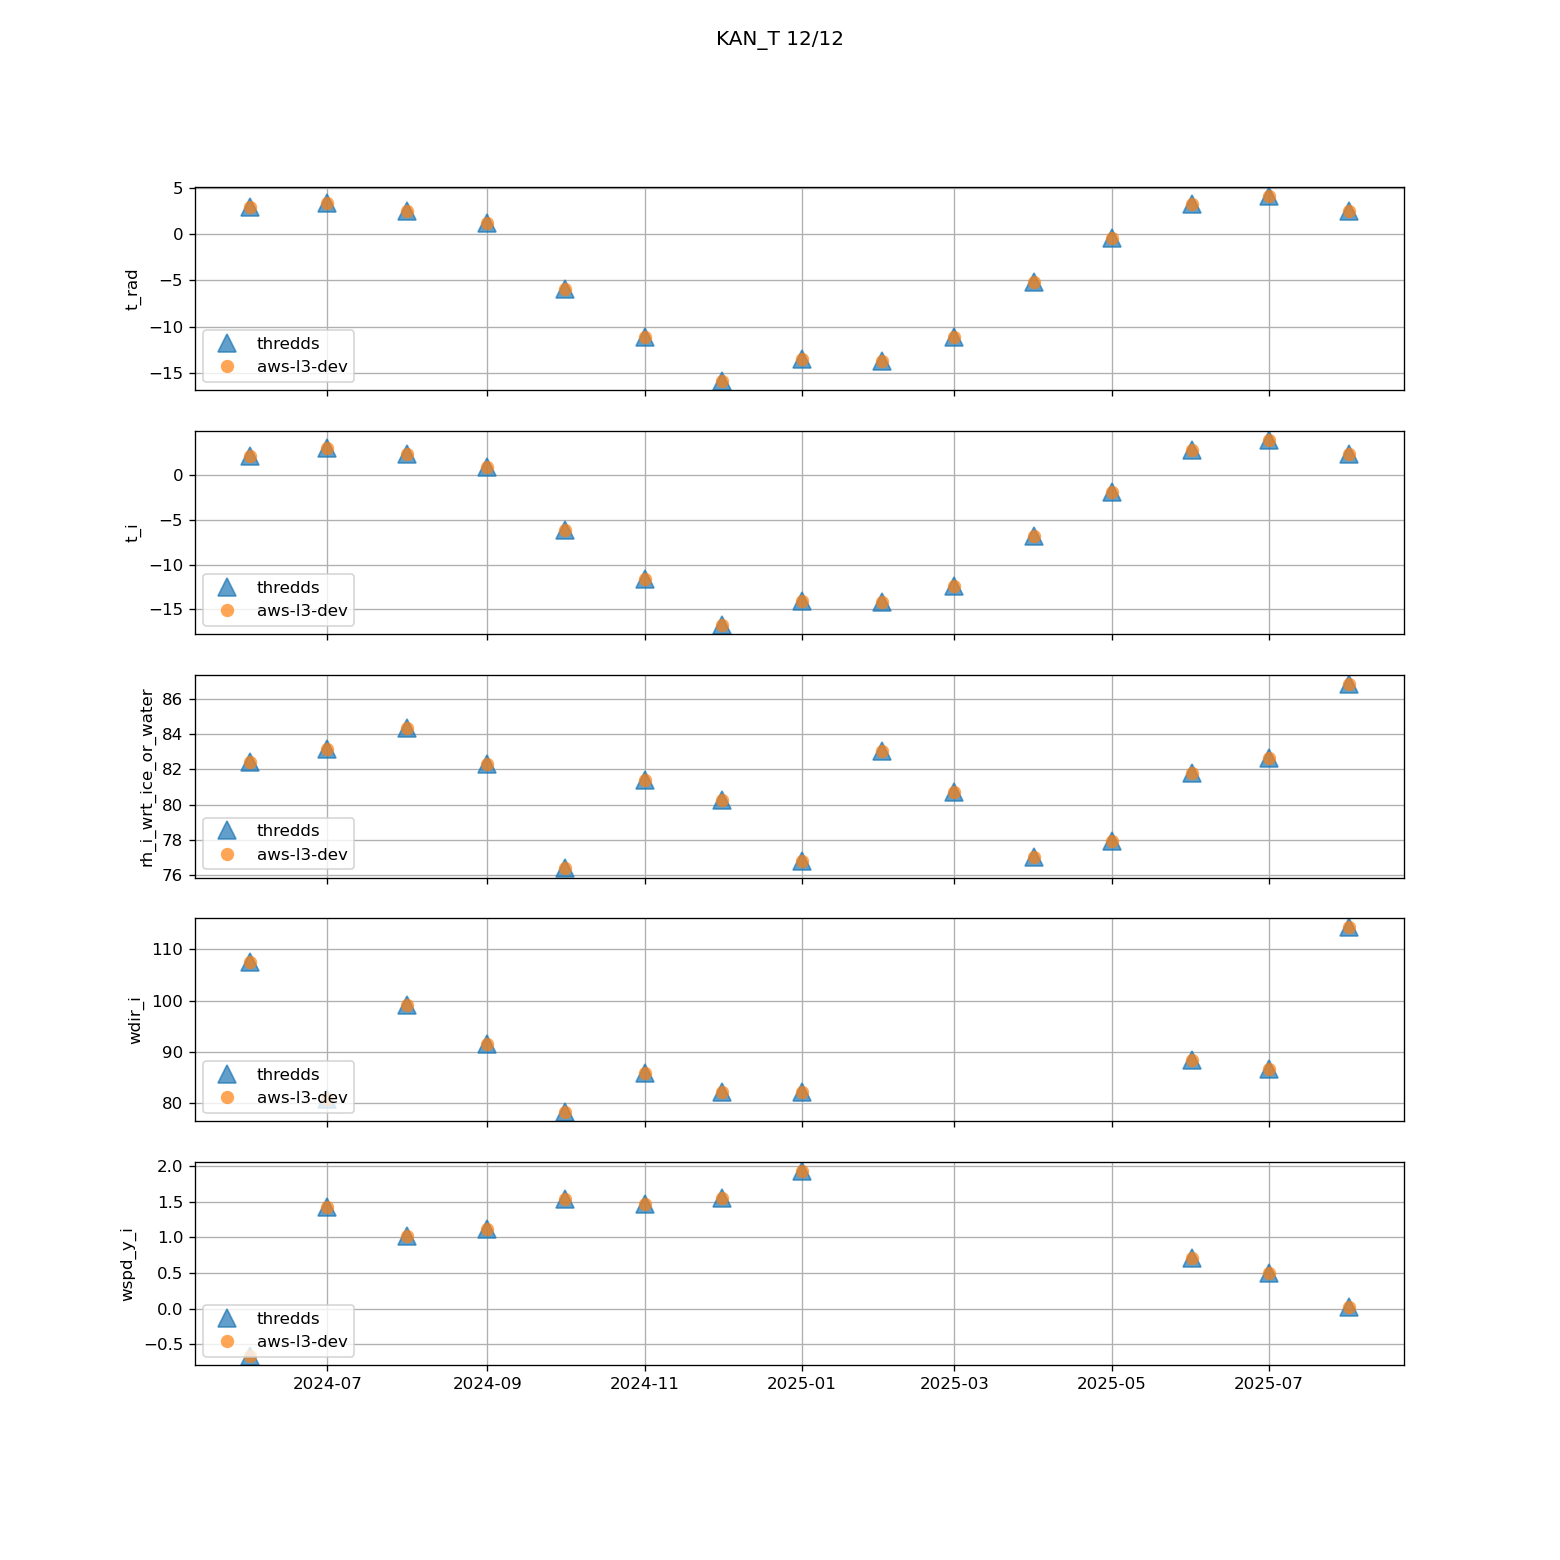 KAN_T 12/12
5
0
−5
−10
−15
t_rad
thredds
aws-l3-dev
0
−5
−10
−15
t_i
thredds
aws-l3-dev
86
84
82
80
78
76
rh_i_wrt_ice_or_water
thredds
aws-l3-dev
110
100
90
80
wdir_i
thredds
aws-l3-dev
2.0
1.5
1.0
0.5
0.0
−0.5
wspd_y_i
thredds
aws-l3-dev
2024-07 2024-09 2024-11 2025-01 2025-03 2025-05 2025-07